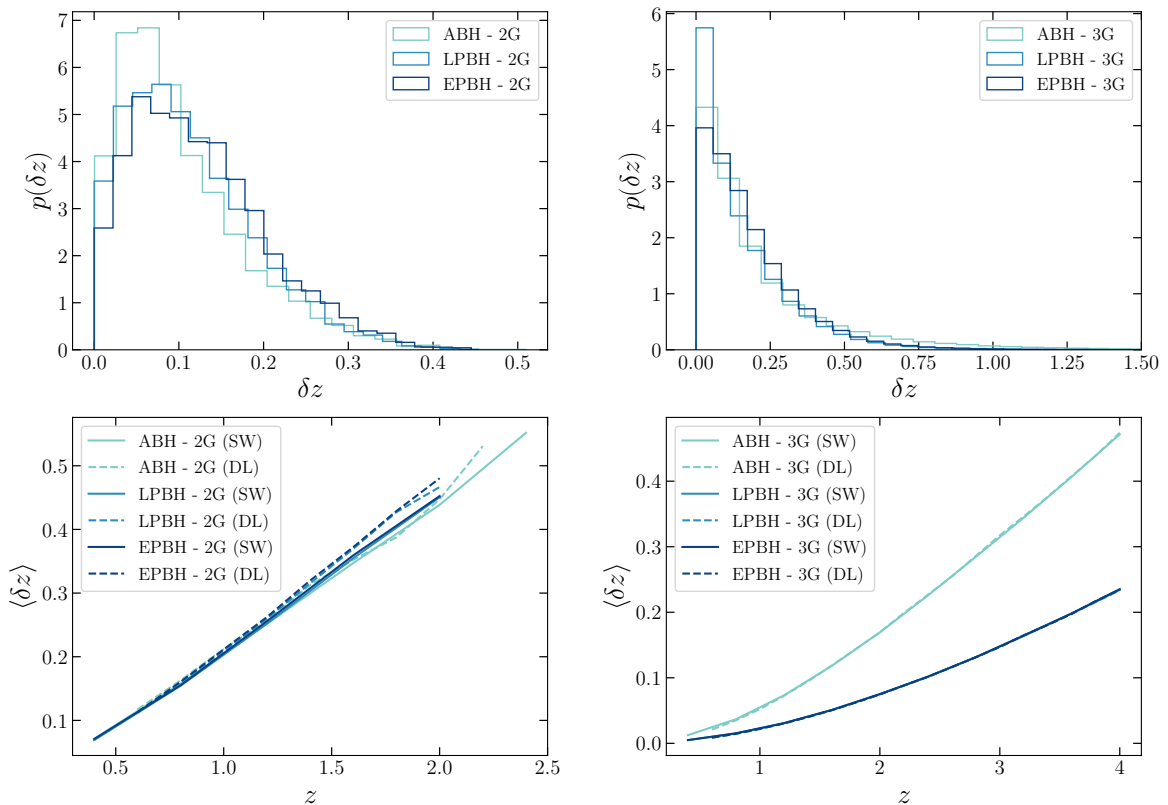 ABH - 2G
LPBH - 2G
EPBH - 2G
p(δz)
7
6
5
4
3
2
1
0
0.0 0.1 0.2 0.3 0.4 0.5
δz
ABH - 3G
LPBH - 3G
EPBH - 3G
p(δz)
6
5
4
3
2
1
0
0.00 0.25 0.50 0.75 1.00 1.25 1.50
δz
ABH - 2G (SW)
ABH - 2G (DL)
LPBH - 2G (SW)
LPBH - 2G (DL)
EPBH - 2G (SW)
EPBH - 2G (DL)
⟨δz⟩
0.5
0.4
0.3
0.2
0.1
0.5 1.0 1.5 2.0 2.5
z
ABH - 3G (SW)
ABH - 3G (DL)
LPBH - 3G (SW)
LPBH - 3G (DL)
EPBH - 3G (SW)
EPBH - 3G (DL)
⟨δz⟩
0.4
0.3
0.2
0.1
0.0
1 2 3 4
z